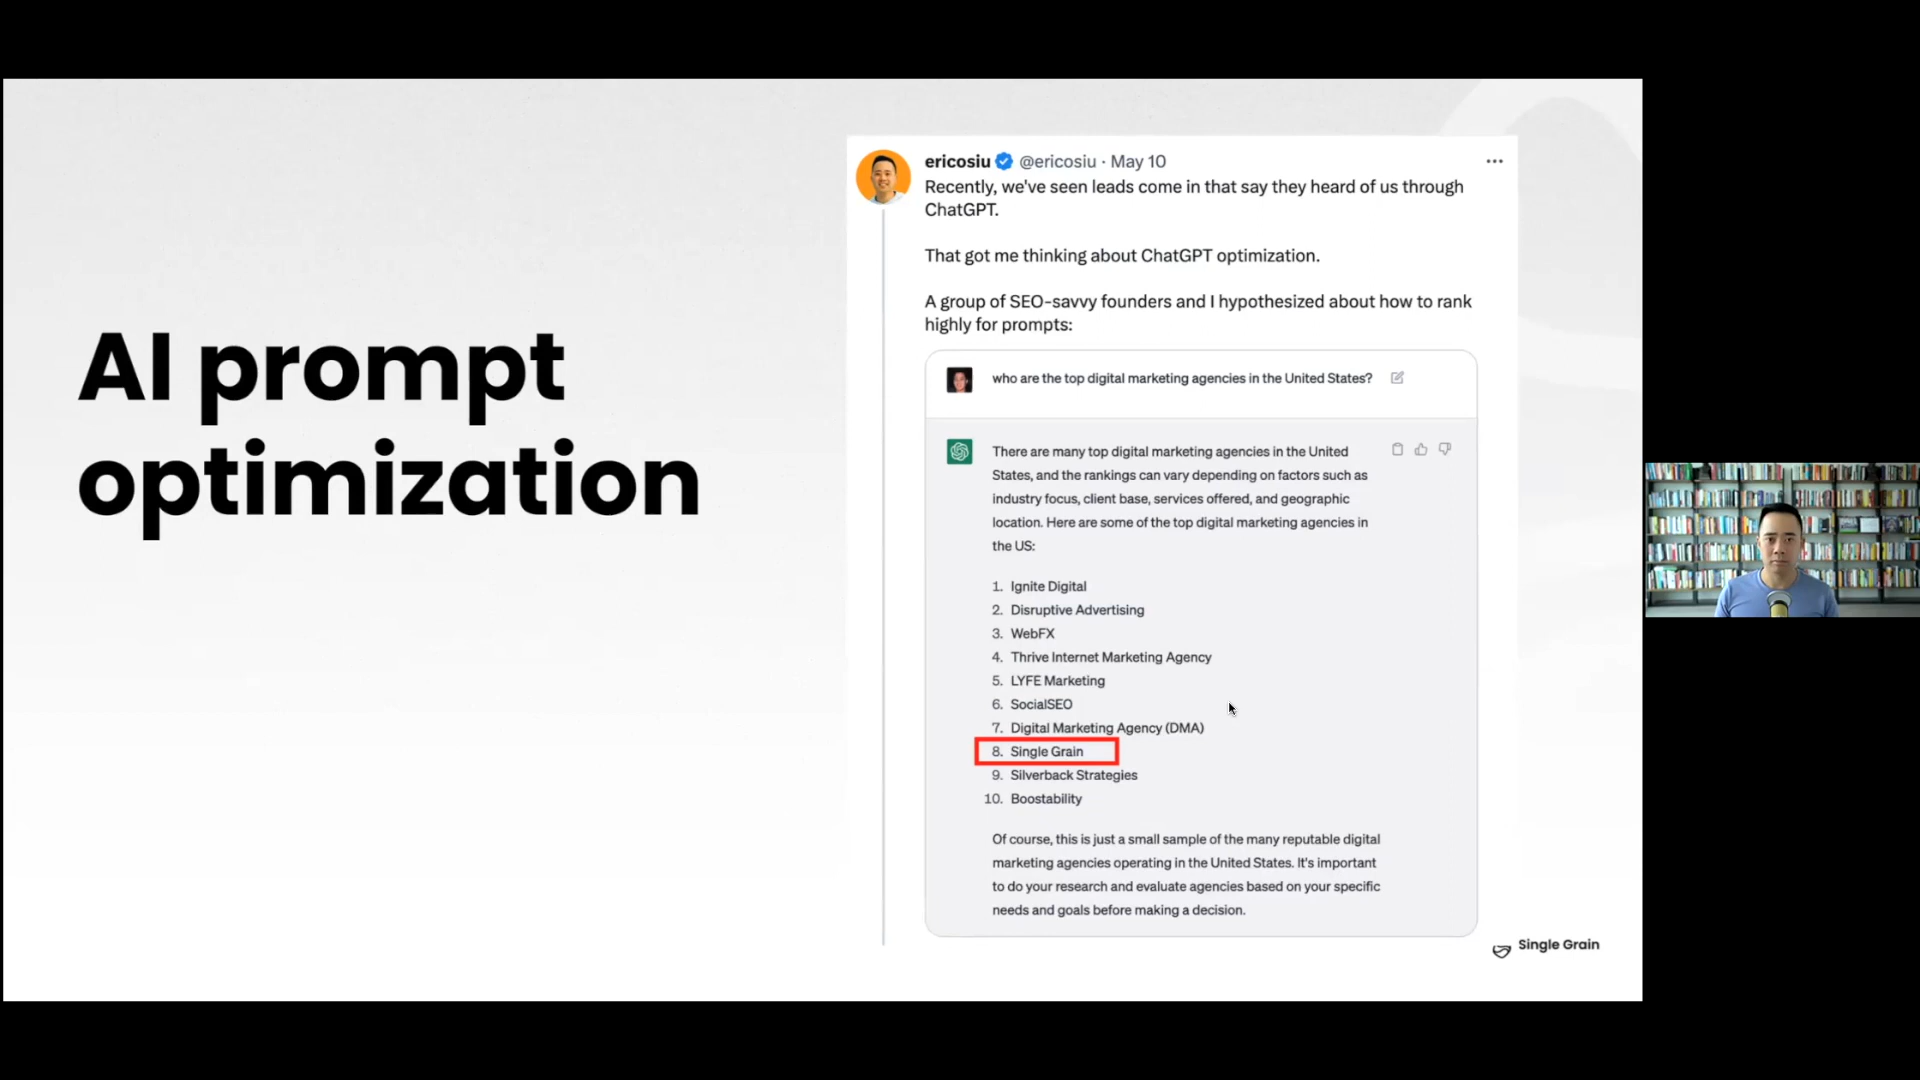 AI prompt
optimization
ericosiu @ericosiu · May 10
Recently, we've seen leads come in that say they heard of us through
ChatGPT.
That got me thinking about ChatGPT optimization.
A group of SEO-savvy founders and I hypothesized about how to rank
highly for prompts:
who are the top digital marketing agencies in the United States?
There are many top digital marketing agencies in the United
States, and the rankings can vary depending on factors such as
industry focus, client base, services offered, and geographic
location. Here are some of the top digital marketing agencies in
the US:
1. Ignite Digital
2. Disruptive Advertising
3. WebFX
4. Thrive Internet Marketing Agency
5. LYFE Marketing
6. SocialSEO
7. Digital Marketing Agency (DMA)
8. Single Grain
9. Silverback Strategies
10. Boostability
Of course, this is just a small sample of the many reputable digital
marketing agencies operating in the United States. It's important
to do your research and evaluate agencies based on your specific
needs and goals before making a decision.
Single Grain